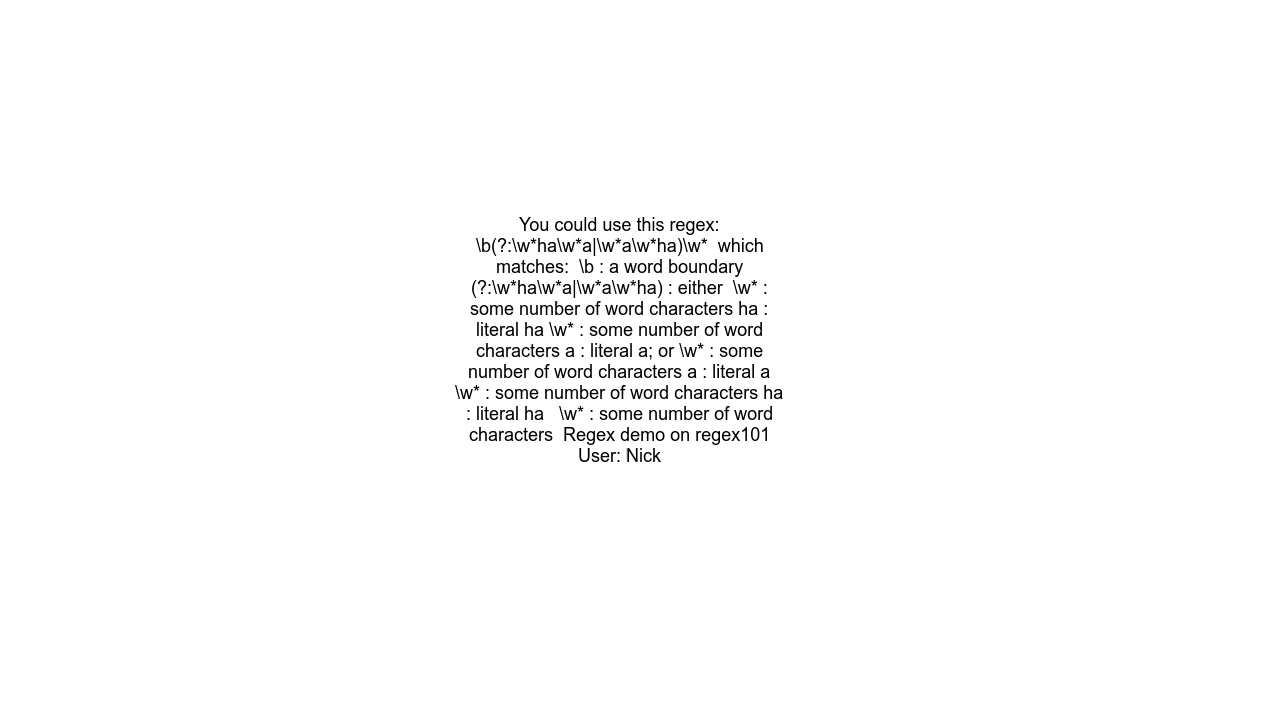 You could use this regex:
\b(?:\w*ha\w*a|\w*a\w*ha)\w*  which
matches:  \b : a word boundary
(?:\w*ha\w*a|\w*a\w*ha) : either  \w* :
some number of word characters ha :
literal ha \w* : some number of word
characters a : literal a; or \w* : some
number of word characters a : literal a
\w* : some number of word characters ha
: literal ha   \w* : some number of word
characters  Regex demo on regex101
User: Nick